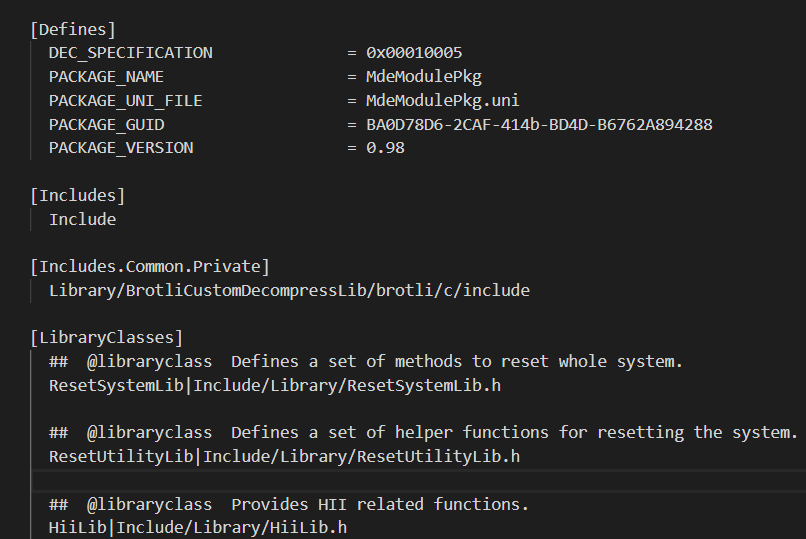 [Defines]
DEC_SPECIFICATION = 0x00010005
PACKAGE_NAME = MdeModulePkg
PACKAGE_UNI_FILE = MdeModulePkg.uni
PACKAGE_GUID = BA0D78D6-2CAF-414b-BD4D-B6762A894288
PACKAGE_VERSION = 0.98
[Includes]
Include
[Includes.Common.Private]
Library/BrotliCustomDecompressLib/brotli/c/include
[LibraryClasses]
## @libraryclass Defines a set of methods to reset whole system.
ResetSystemLib|Include/Library/ResetSystemLib.h
## @libraryclass Defines a set of helper functions for resetting the system.
ResetUtilityLib|Include/Library/ResetUtilityLib.h
## @libraryclass Provides HII related functions.
HiiLib|Include/Library/HiiLib.h